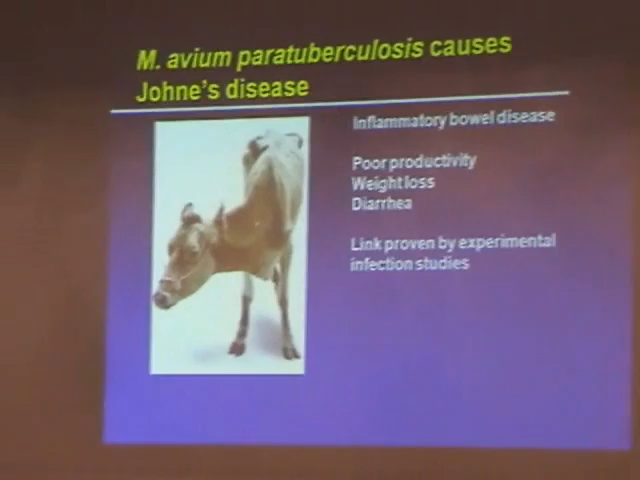 M. avium paratuberculosis causes
Johne's disease
Inflammatory bowel disease
Poor productivity
Weight loss
Diarrhea
Link proven by experimental
infection studies